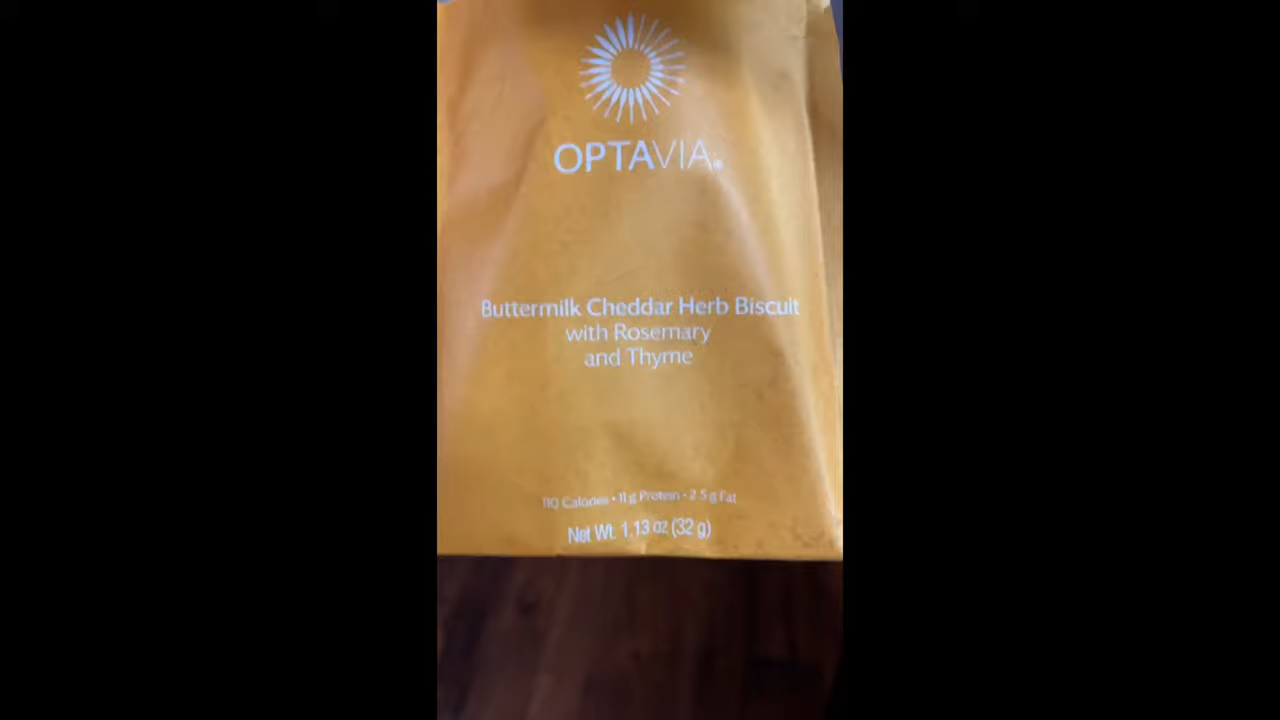 OPTAVIA®
Buttermilk Cheddar Herb Biscuit
with Rosemary
and Thyme
110 Calories • 11 g Protein • 2.5 g Fat
Net Wt. 1.13 oz (32 g)